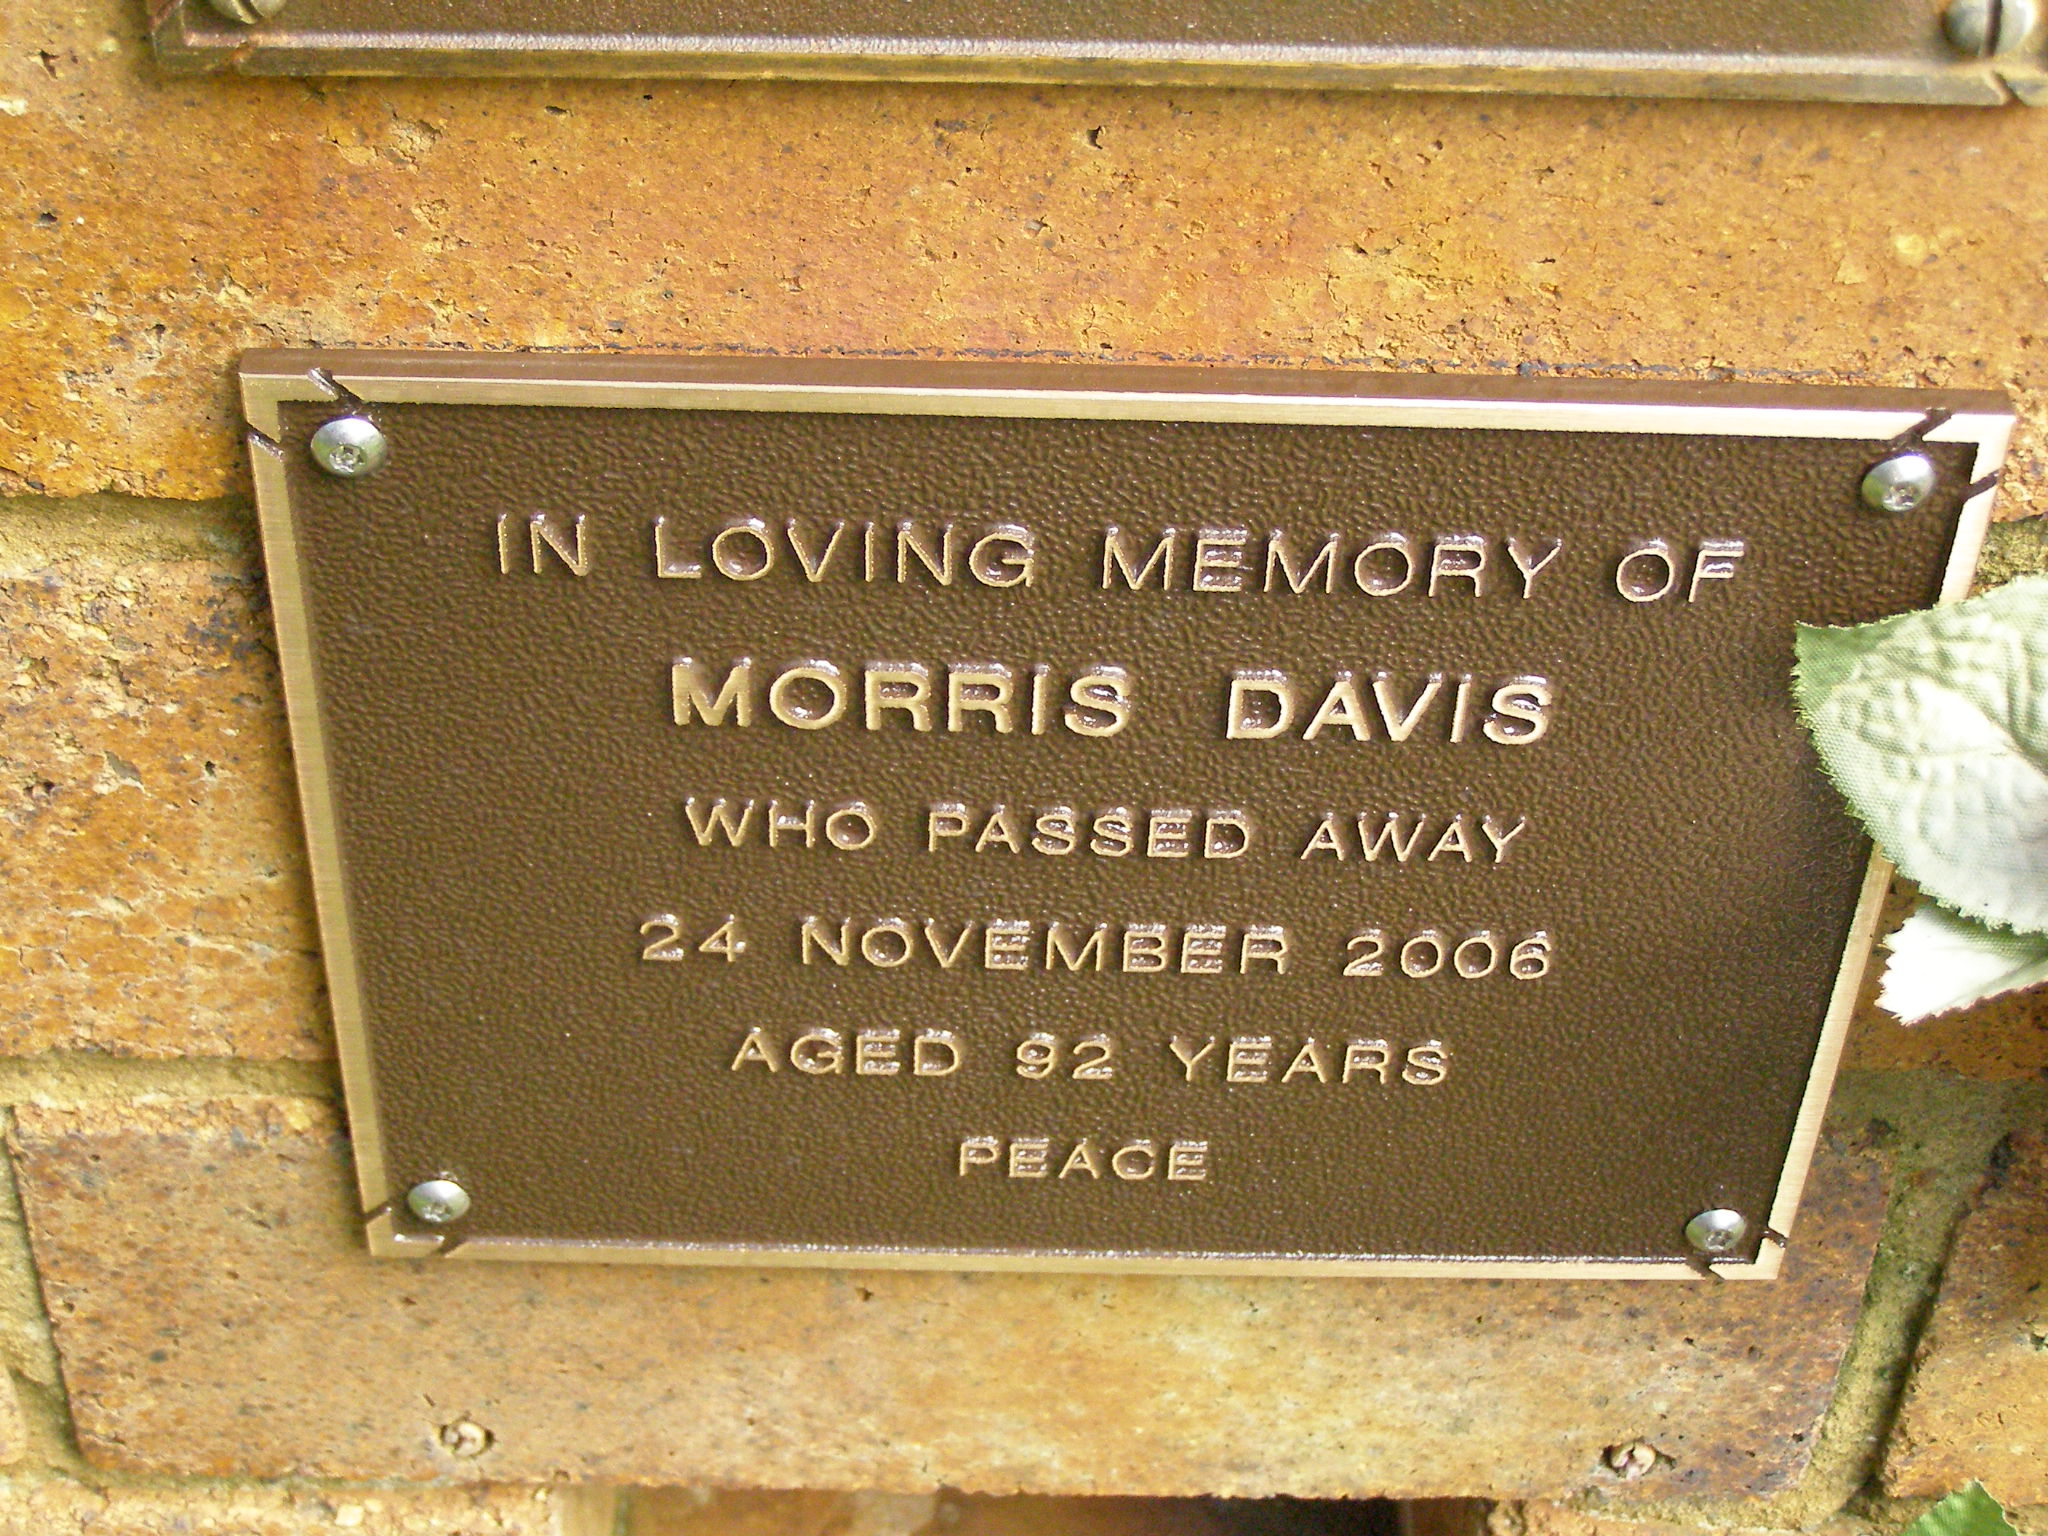 IN LOVING MEMORY OF
MORRIS DAVIS
WHO PASSED AWAY
24 NOVEMBER 2006
AGED 92 YEARS
PEACE